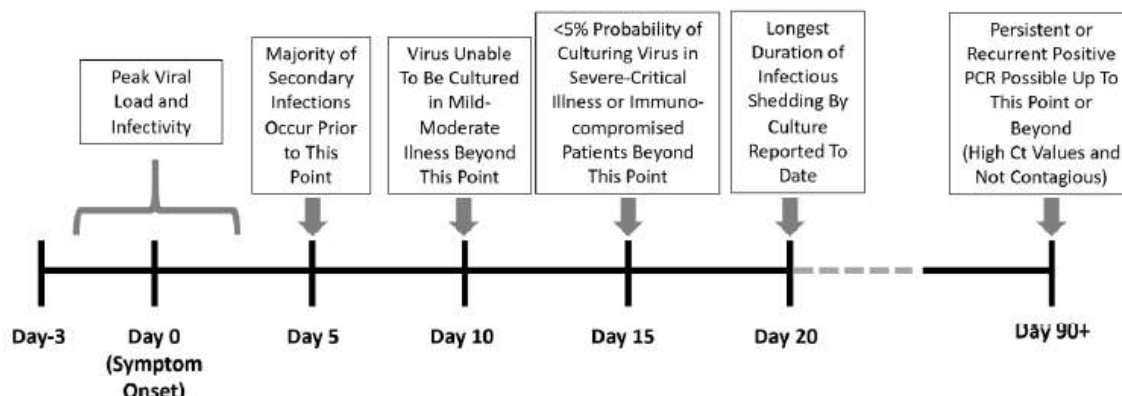 Peak Viral
Load and
Infectivity
Majority of
Secondary
Infections
Occur Prior
to This
Point
Virus Unable
To Be Cultured
in Mild-
Moderate
Ilness Beyond
This Point
<5% Probability of
Culturing Virus in
Severe-Critical
Illness or Immuno-
compromised
Patients Beyond
This Point
Longest
Duration of
Infectious
Shedding By
Culture
Reported To
Date
Persistent or
Recurrent Positive
PCR Possible Up To
This Point or
Beyond
(High Ct Values and
Not Contagious)
Day-3
Day 0
(Symptom
Onset)
Day 5
Day 10
Day 15
Day 20
Day 90+